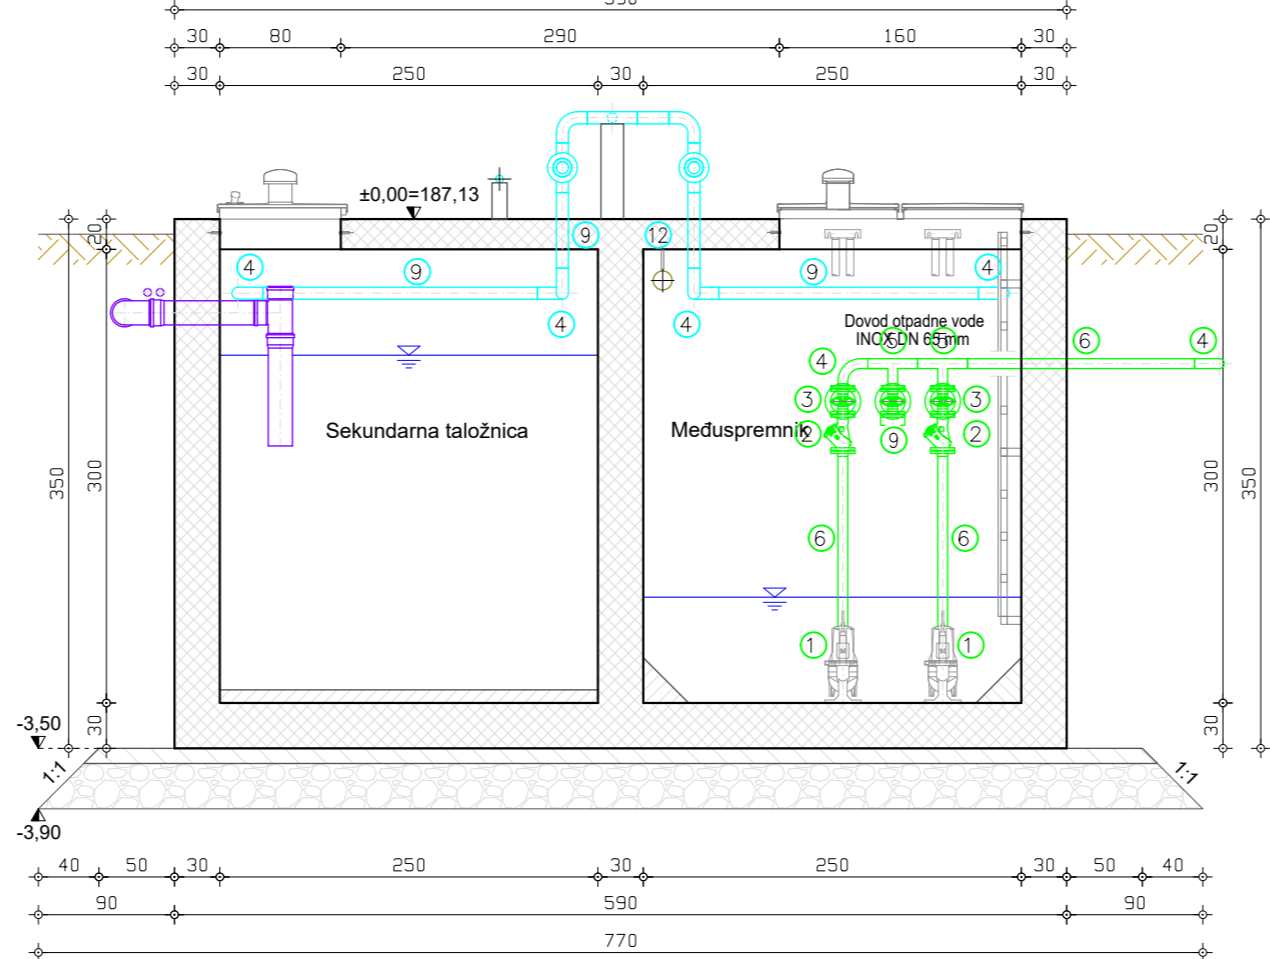 30 80 290 160 30
30 250 30 250 30
±0,00=187,13
20 9 12 20
4 9 9 4
4 4
Dovod otpadne vode
INOX DN 65 mm
5 5 6 4
4
3 3
Sekundarna taložnica
Međuspremnik
2 2
9
350 300 300 350
6 6
1 1
30 30
-3,50
1:1 1:1
-3,90
40 50 30 250 30 250 30 50 40
90 590 90
770